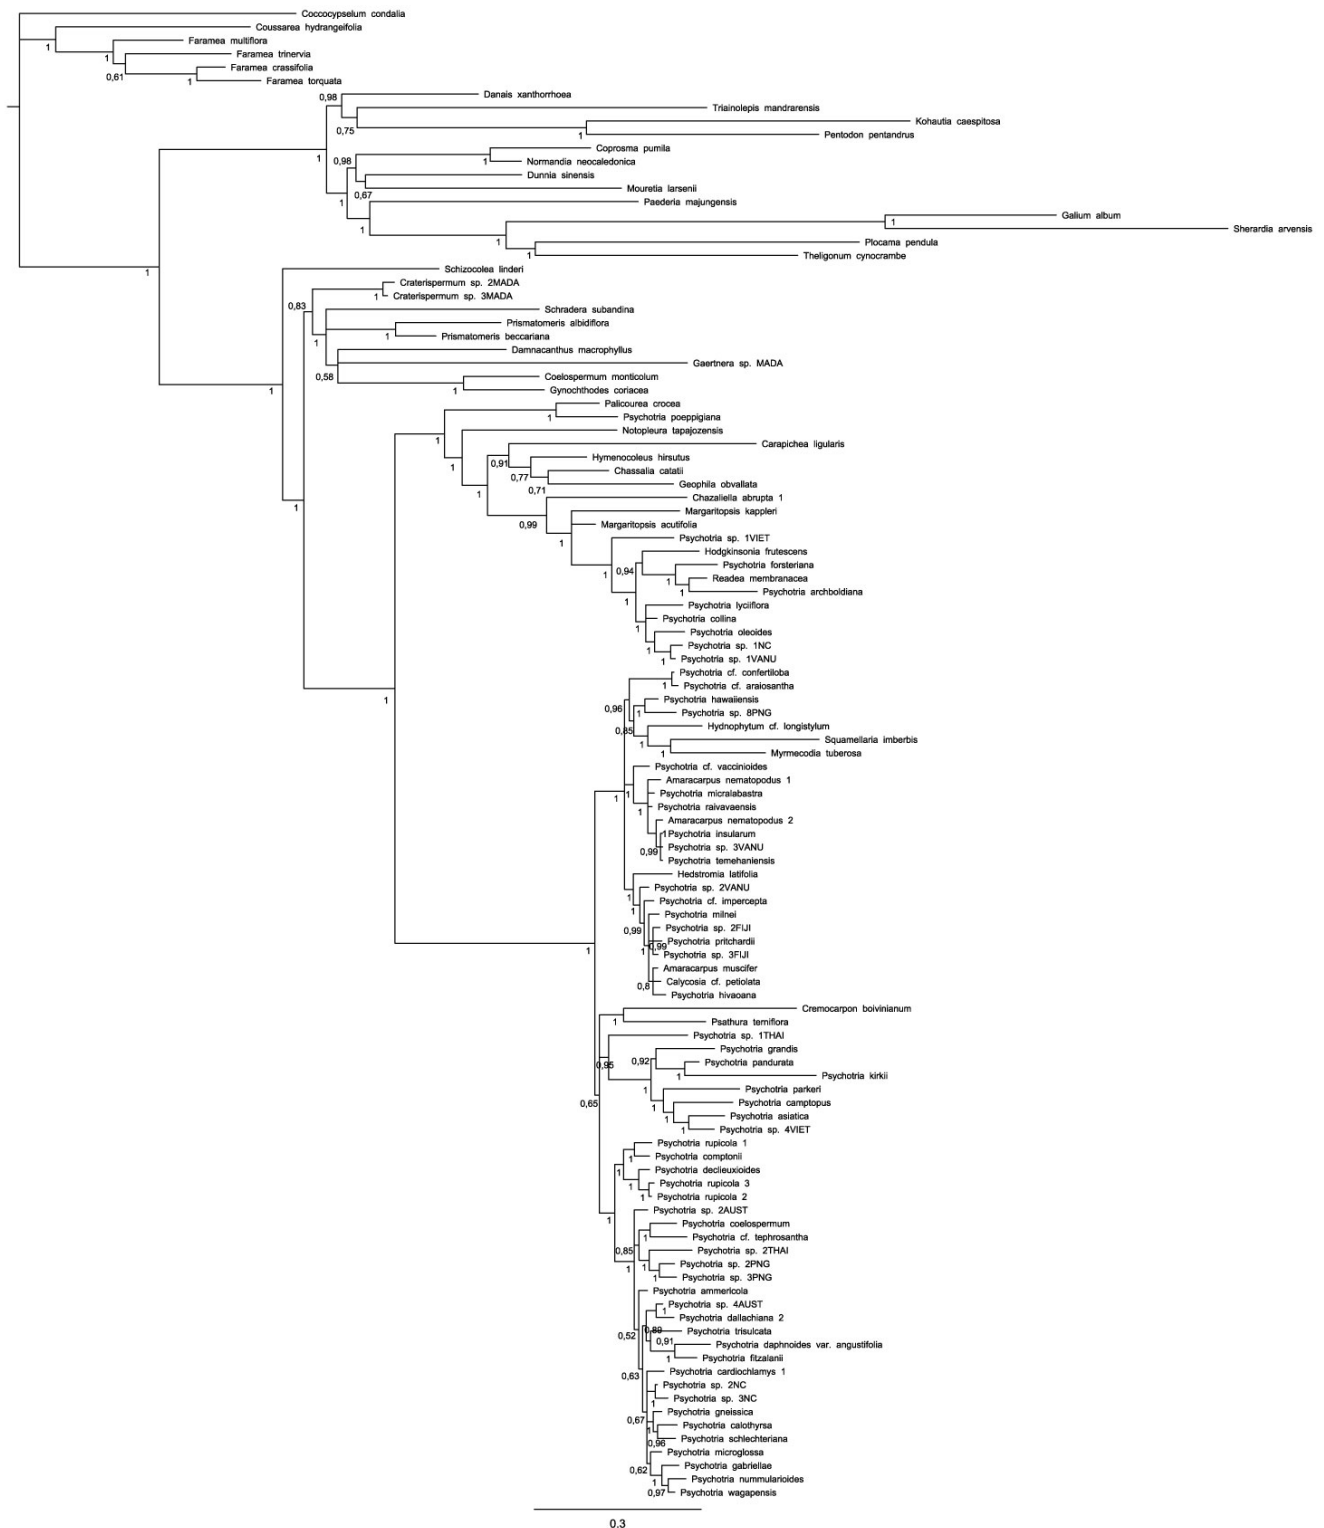 Coccocypselum condalia
Coussarea hydrangeifolia
1
Faramea multiflora
1
Faramea trinervia
Faramea crassifolia
0,61
1
Faramea torquata
Danais xanthorrhoea
0,98
Triainolepis mandrarensis
Kohautia caespitosa
0,75
1
Pentodon pentandrus
Coprosma pumila
1
0,98
1
Normandia neocaledonica
Dunnia sinensis
Mouretia larsenii
0,67
1
Paederia majungensis
Galium album
1
Sherardia arvensis
1
1
Plocama pendula
1
Theligonum cynocrambe
1
Schizocolea linderi
Craterispermum sp. 2MADA
1
Craterispermum sp. 3MADA
0,83
Schradera subandina
Prismatomeris albidiflora
1
1
Prismatomeris beccariana
Damnacanthus macrophyllus
Gaertnera sp. MADA
0,58
Coelospermum monticolum
1
1
Gynochthodes coriacea
Palicourea crocea
1
Psychotria poeppigiana
Notopleura tapajozensis
1
Carapichea ligularis
Hymenocoleus hirsutus
1
0,91
Chassalia catatii
0,77
Geophila obvallata
0,71
1
Chazaliella abrupta 1
1
Margaritopsis kappleri
0,99
Margaritopsis acutifolia
Psychotria sp. 1VIET
1
Hodgkinsonia frutescens
Psychotria forsteriana
1
0,94
Readea membranacea
1
1
Psychotria archboldiana
1
Psychotria lyciiflora
Psychotria collina
1
Psychotria oleoides
Psychotria sp. 1NC
1
1
Psychotria sp. 1VANU
Psychotria cf. confertiloba
1
Psychotria cf. araiosantha
1
Psychotria hawaiiensis
0,96
1
Psychotria sp. 8PNG
Hydnophytum cf. longistylum
0,85
Squamellaria imberbis
1
1
Myrmecodia tuberosa
Psychotria cf. vaccinioides
Amaracarpus nematopodus 1
1
1
Psychotria micralabastra
Psychotria raivavaensis
1
Amaracarpus nematopodus 2
1
Psychotria insularum
Psychotria sp. 3VANU
0,99
Psychotria temehaniensis
Hedstromia latifolia
Psychotria sp. 2VANU
1
Psychotria cf. impercepta
1
Psychotria milnei
Psychotria sp. 2FIJI
0,99
Psychotria pritchardii
1
1
0,99
Psychotria sp. 3FIJI
Amaracarpus muscifer
Calycosia cf. petiolata
0,8
Psychotria hivaoana
Cremocarpon boivinianum
1
Psathura terniflora
Psychotria sp. 1THAI
Psychotria grandis
0,95
0,92
Psychotria pandurata
1
Psychotria kirkii
1
Psychotria parkeri
0,65
1
Psychotria camptopus
1
Psychotria asiatica
1
Psychotria sp. 4VIET
Psychotria rupicola 1
1
Psychotria comptonii
1
Psychotria declieuxioides
1
Psychotria rupicola 3
1
Psychotria rupicola 2
Psychotria sp. 2AUST
1
Psychotria coelospermum
1
Psychotria cf. tephrosantha
0,85
Psychotria sp. 2THAI
1
1
Psychotria sp. 2PNG
1
Psychotria sp. 3PNG
Psychotria ammericola
Psychotria sp. 4AUST
1
Psychotria dallachiana 2
0,52
0,89
Psychotria trisulcata
0,91
Psychotria daphnoides var. angustifolia
1
Psychotria fitzalanii
0,63
Psychotria cardiochlamys 1
Psychotria sp. 2NC
1
Psychotria sp. 3NC
Psychotria gneissica
0,67
1
Psychotria calothyrsa
0,96
Psychotria schlechteriana
Psychotria microglossa
0,62
Psychotria gabriellae
1
Psychotria nummularioides
0,97
Psychotria wagapensis
0.3